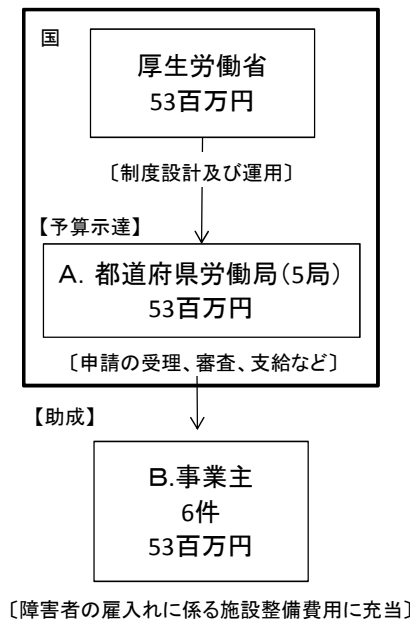 国
厚生労働省
53百万円
〔制度設計及び運用〕
【予算示達】
A. 都道府県労働局(5局)
53百万円
〔申請の受理、審査、支給など〕
【助成】
B.事業主
6件
53百万円
〔障害者の雇入れに係る施設整備費用に充当〕